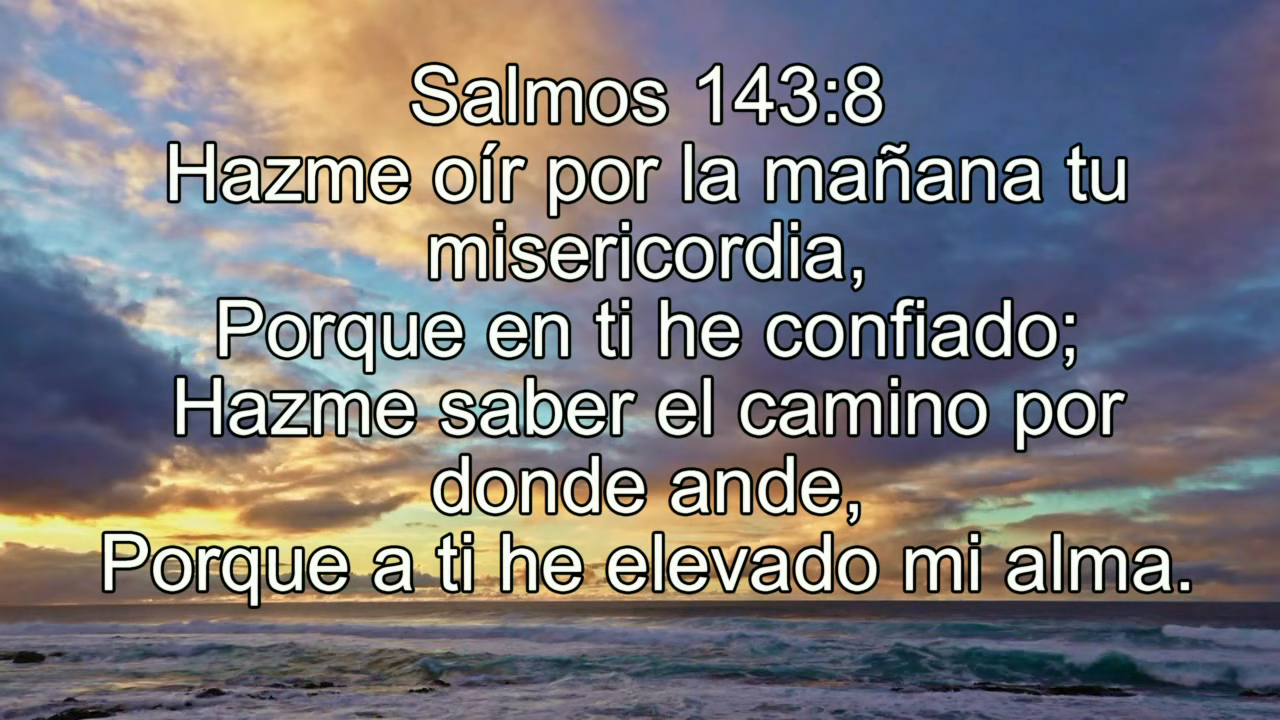 Salmos 143:8
Hazme oír por la mañana tu
misericordia,
Porque en ti he confiado;
Hazme saber el camino por
donde ande,
Porque a ti he elevado mi alma.